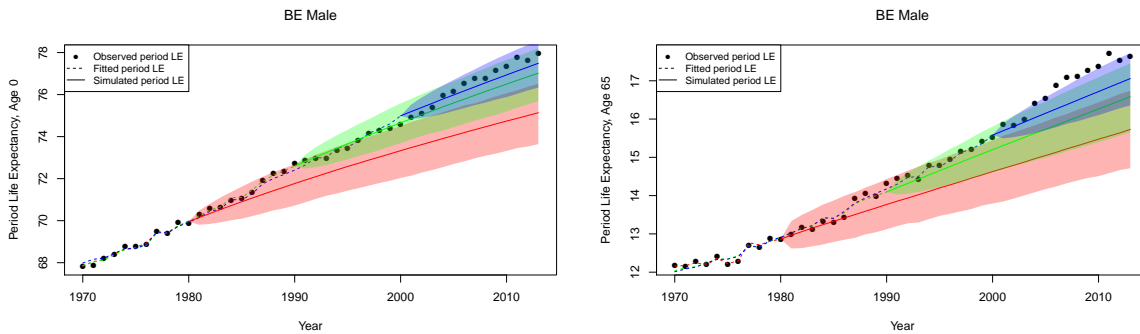 BE Male
Period Life Expectancy, Age 0
78
76
74
72
70
68
Observed period LE
Fitted period LE
Simulated period LE
1970 1980 1990 2000 2010
Year
BE Male
Period Life Expectancy, Age 65
17
16
15
14
13
12
Observed period LE
Fitted period LE
Simulated period LE
1970 1980 1990 2000 2010
Year